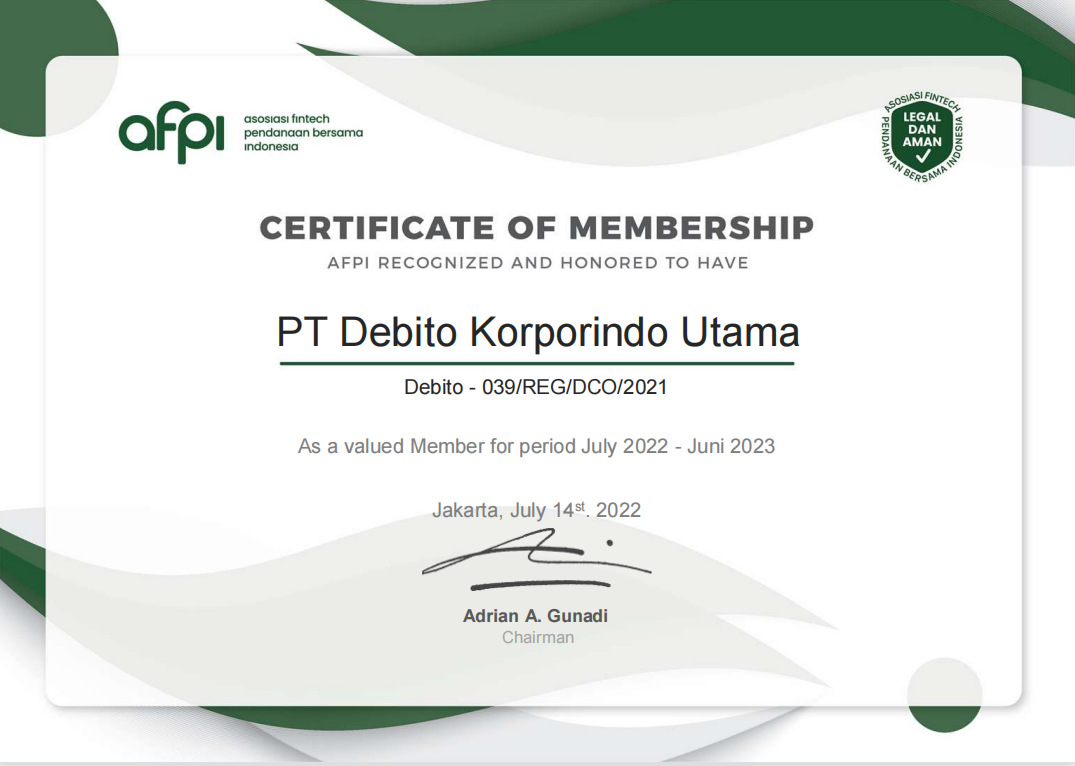 afpi
asosiasi fintech
pendanaan bersama
indonesia
ASOSIASI FINTECH
PENDANAAN BERSAMA INDONESIA
LEGAL
DAN
AMAN
CERTIFICATE OF MEMBERSHIP
AFPI RECOGNIZED AND HONORED TO HAVE
PT Debito Korporindo Utama
Debito - 039/REG/DCO/2021
As a valued Member for period July 2022 - Juni 2023
Jakarta, July 14st. 2022
Adrian A. Gunadi
Chairman